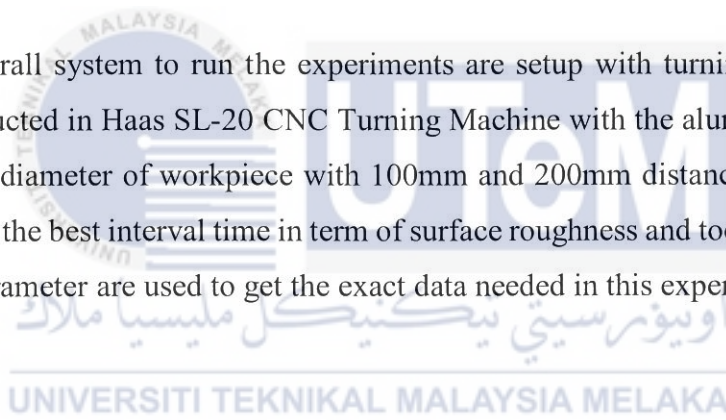 rall system to run the experiments are setup with turni
ucted in Haas SL-20 CNC Turning Machine with the alu
diameter of workpiece with 100mm and 200mm distanc
the best interval time in term of surface roughness and too
rameter are used to get the exact data needed in this exper
UTeM
اونيۏرسيتي تيكنيكل مليسيا ملاك
UNIVERSITI TEKNIKAL MALAYSIA MELAKA